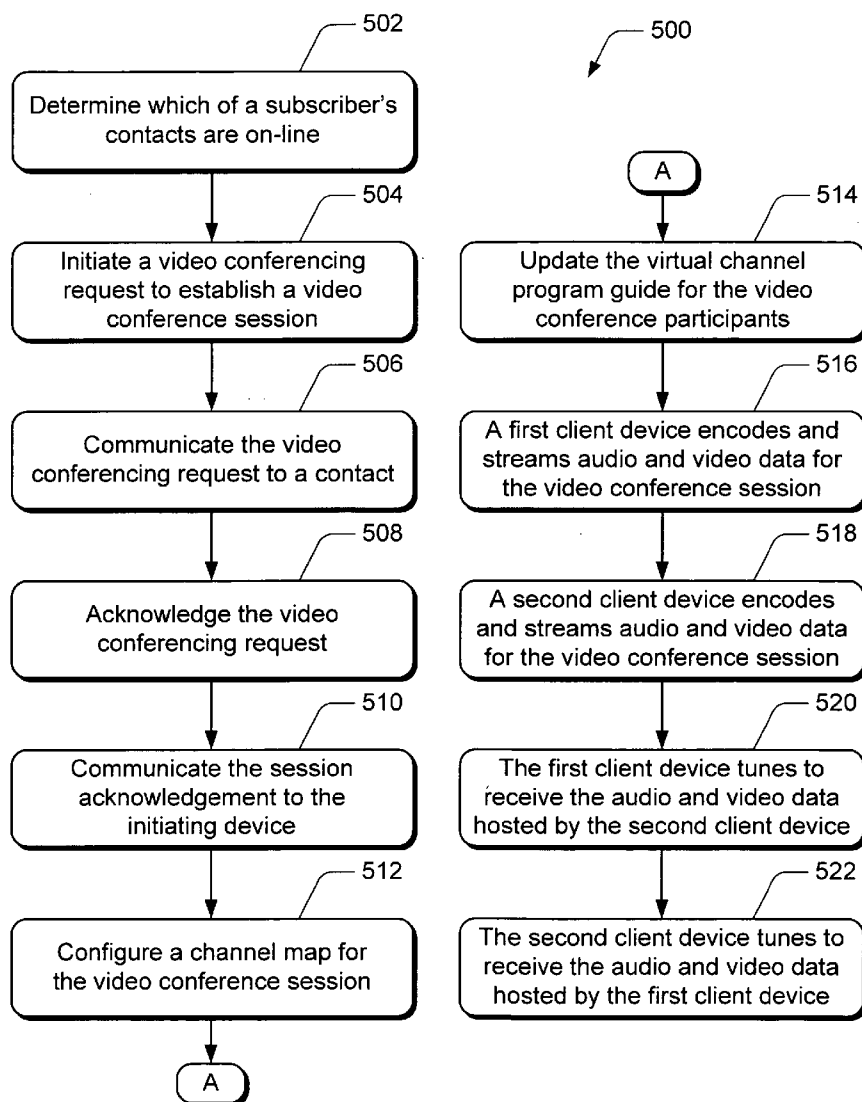 502
Determine which of a subscriber's
contacts are on-line
504
Initiate a video conferencing
request to establish a video
conference session
506
Communicate the video
conferencing request to a contact
508
Acknowledge the video
conferencing request
510
Communicate the session
acknowledgement to the
initiating device
512
Configure a channel map for
the video conference session
A
500
A
514
Update the virtual channel
program guide for the video
conference participants
516
A first client device encodes and
streams audio and video data for
the video conference session
518
A second client device encodes
and streams audio and video data
for the video conference session
520
The first client device tunes to
receive the audio and video data
hosted by the second client device
522
The second client device tunes to
receive the audio and video data
hosted by the first client device